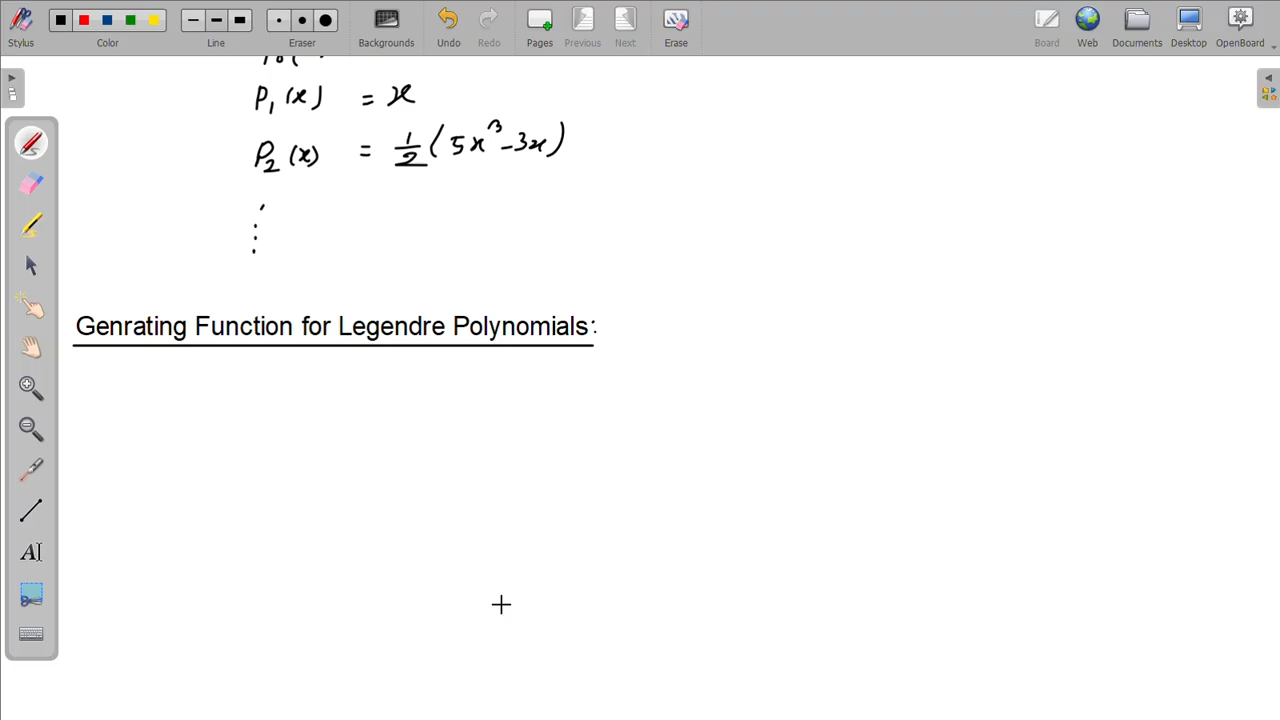 Stylus Color Line Eraser Backgrounds Undo Redo Pages Previous Next Erase Board Web Documents Desktop OpenBoard
P₁(x) = x
P₂(x) = 1/2 (5x³ - 3x)
Genrating Function for Legendre Polynomials: